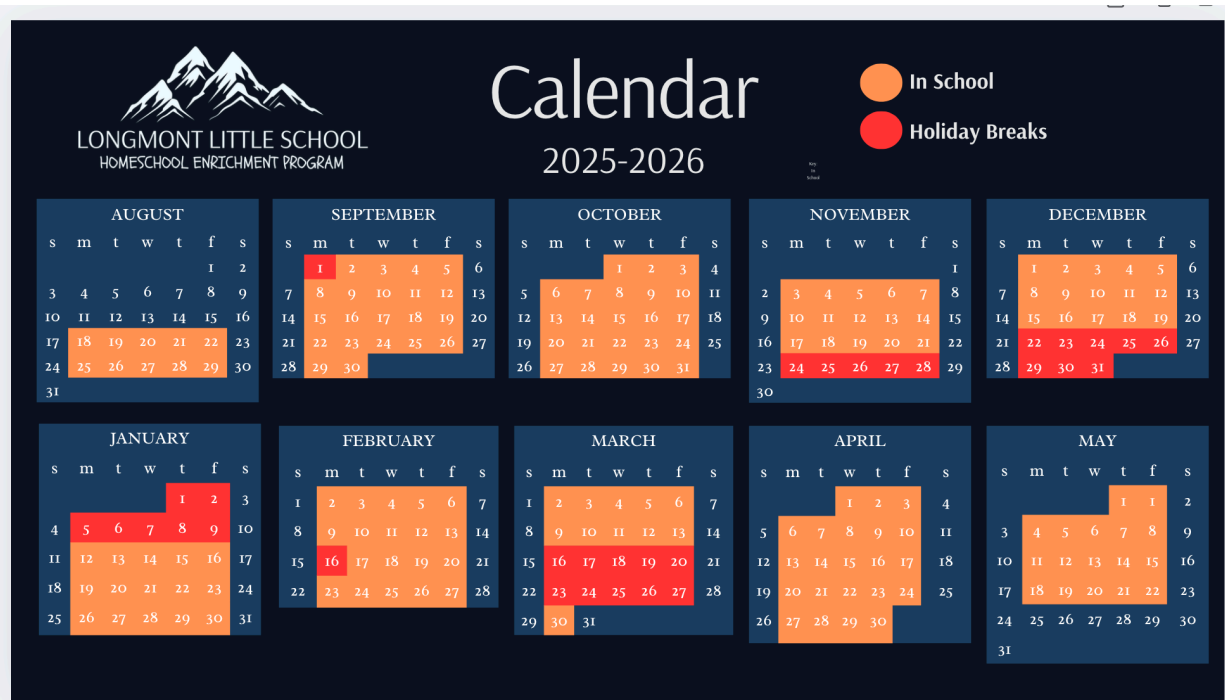 LONGMONT LITTLE SCHOOL
HOMESCHOOL ENRICHMENT PROGRAM
Calendar
2025-2026
In School
Holiday Breaks
Key
to
School
AUGUST
s m t w t f s
1 2
3 4 5 6 7 8 9
10 11 12 13 14 15 16
17 18 19 20 21 22 23
24 25 26 27 28 29 30
31
SEPTEMBER
s m t w t f s
1 2 3 4 5 6
7 8 9 10 11 12 13
14 15 16 17 18 19 20
21 22 23 24 25 26 27
28 29 30
OCTOBER
s m t w t f s
1 2 3 4
5 6 7 8 9 10 11
12 13 14 15 16 17 18
19 20 21 22 23 24 25
26 27 28 29 30 31
NOVEMBER
s m t w t f s
1
2 3 4 5 6 7 8
9 10 11 12 13 14 15
16 17 18 19 20 21 22
23 24 25 26 27 28 29
30
DECEMBER
s m t w t f s
1 2 3 4 5 6
7 8 9 10 11 12 13
14 15 16 17 18 19 20
21 22 23 24 25 26 27
28 29 30 31
JANUARY
s m t w t f s
1 2 3
4 5 6 7 8 9 10
11 12 13 14 15 16 17
18 19 20 21 22 23 24
25 26 27 28 29 30 31
FEBRUARY
s m t w t f s
1 2 3 4 5 6 7
8 9 10 11 12 13 14
15 16 17 18 19 20 21
22 23 24 25 26 27 28
MARCH
s m t w t f s
1 2 3 4 5 6 7
8 9 10 11 12 13 14
15 16 17 18 19 20 21
22 23 24 25 26 27 28
29 30 31
APRIL
s m t w t f s
1 2 3 4
5 6 7 8 9 10 11
12 13 14 15 16 17 18
19 20 21 22 23 24 25
26 27 28 29 30
MAY
s m t w t f s
1 1 2
3 4 5 6 7 8 9
10 11 12 13 14 15 16
17 18 19 20 21 22 23
24 25 26 27 28 29 30
31